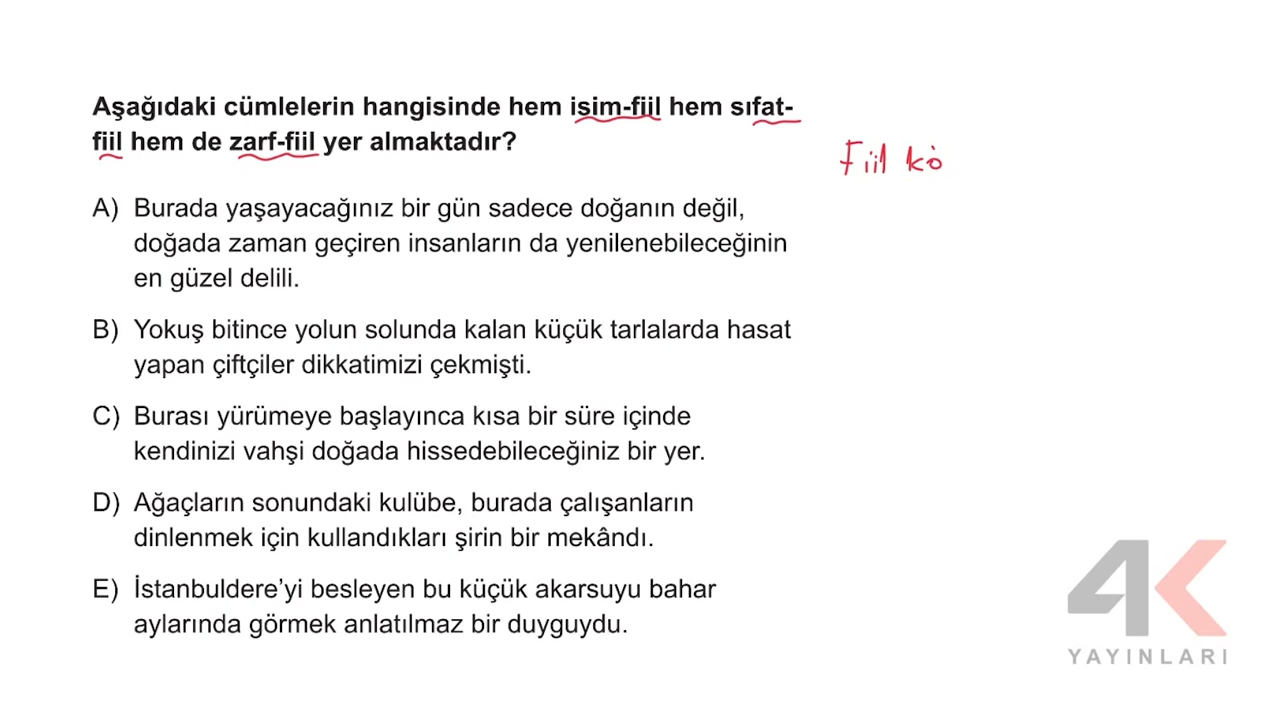 Aşağıdaki cümlelerin hangisinde hem isim-fiil hem sıfat-
fiil hem de zarf-fiil yer almaktadır?
Fiil kö
A) Burada yaşayacağınız bir gün sadece doğanın değil,
doğada zaman geçiren insanların da yenilenebileceğinin
en güzel delili.
B) Yokuş bitince yolun solunda kalan küçük tarlalarda hasat
yapan çiftçiler dikkatimizi çekmişti.
C) Burası yürümeye başlayınca kısa bir süre içinde
kendinizi vahşi doğada hissedebileceğiniz bir yer.
D) Ağaçların sonundaki kulübe, burada çalışanların
dinlenmek için kullandıkları şirin bir mekândı.
E) İstanbuldere’yi besleyen bu küçük akarsuyu bahar
aylarında görmek anlatılmaz bir duyguydu.
4K
YAYINLARI